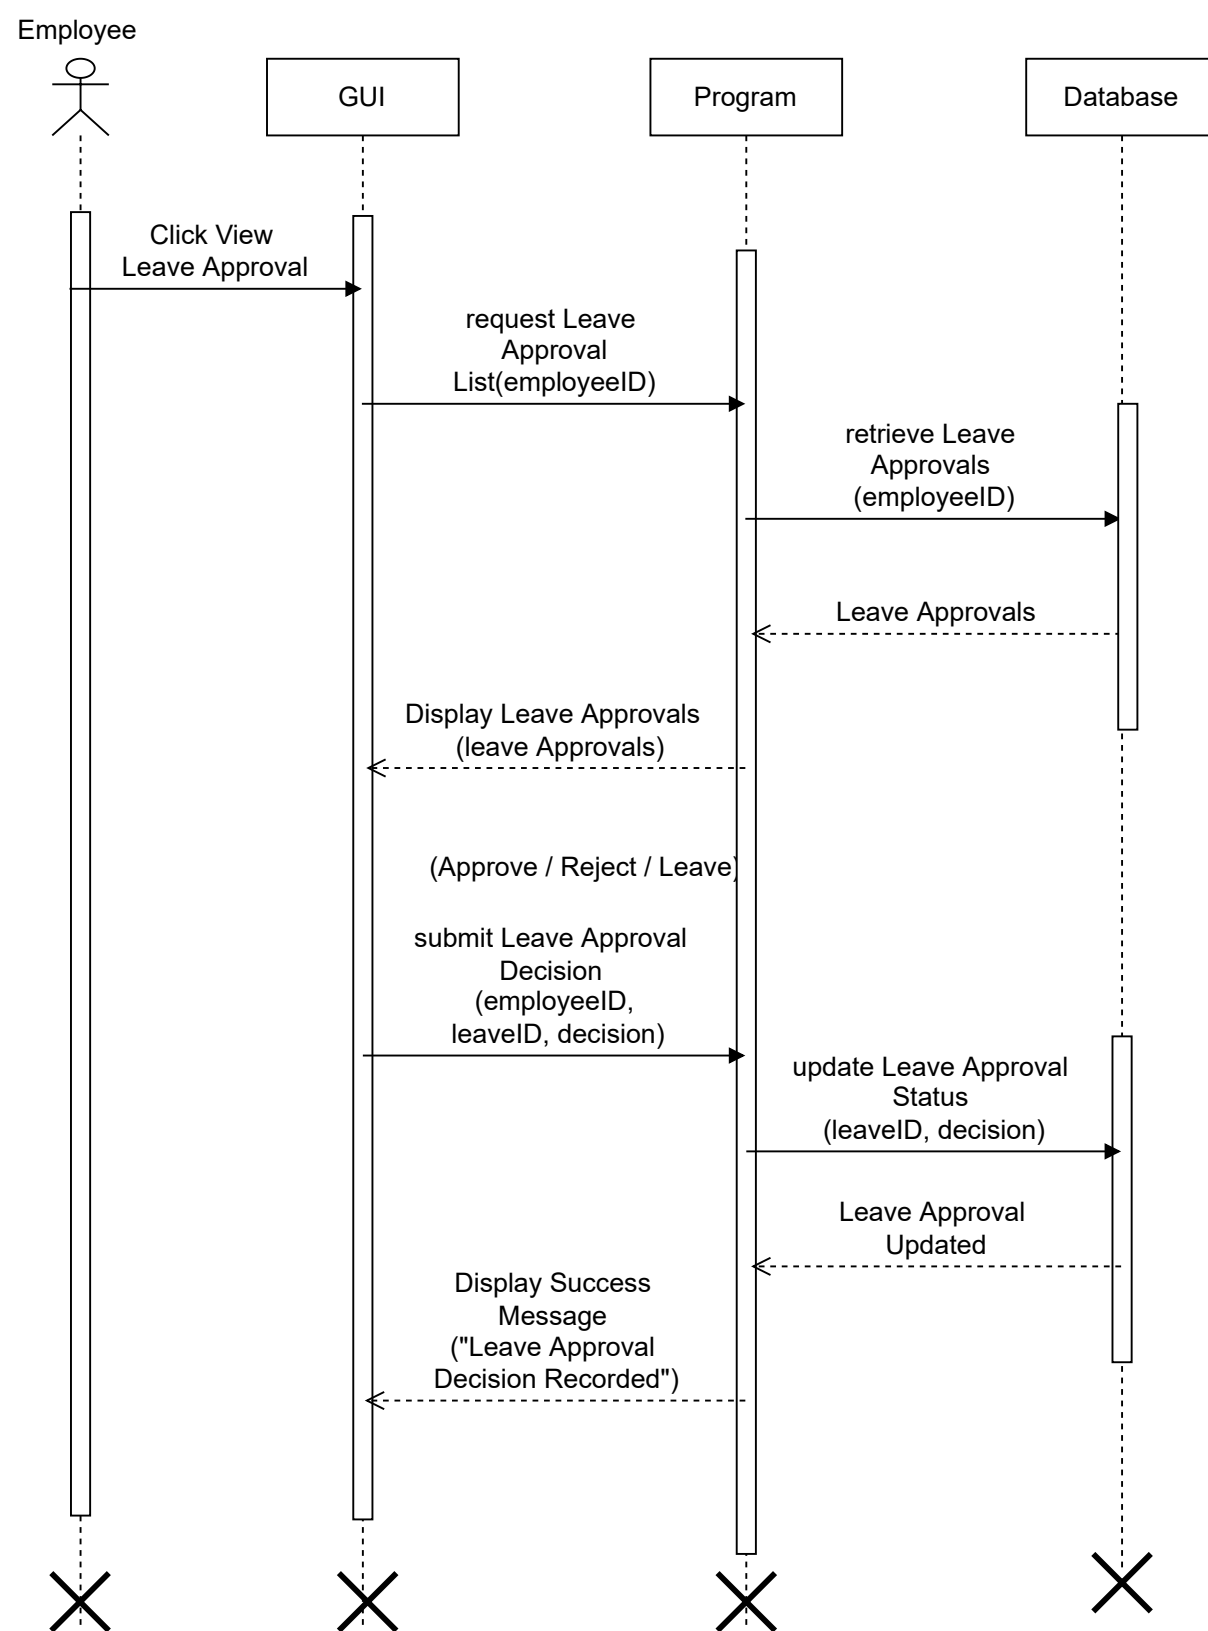 Employee
GUI
Program
Database
Click View
Leave Approval
request Leave
Approval
List(employeeID)
retrieve Leave
Approvals
(employeeID)
Leave Approvals
Display Leave Approvals
(leave Approvals)
(Approve / Reject / Leave)
submit Leave Approval
Decision
(employeeID,
leaveID, decision)
update Leave Approval
Status
(leaveID, decision)
Leave Approval
Updated
Display Success
Message
("Leave Approval
Decision Recorded")